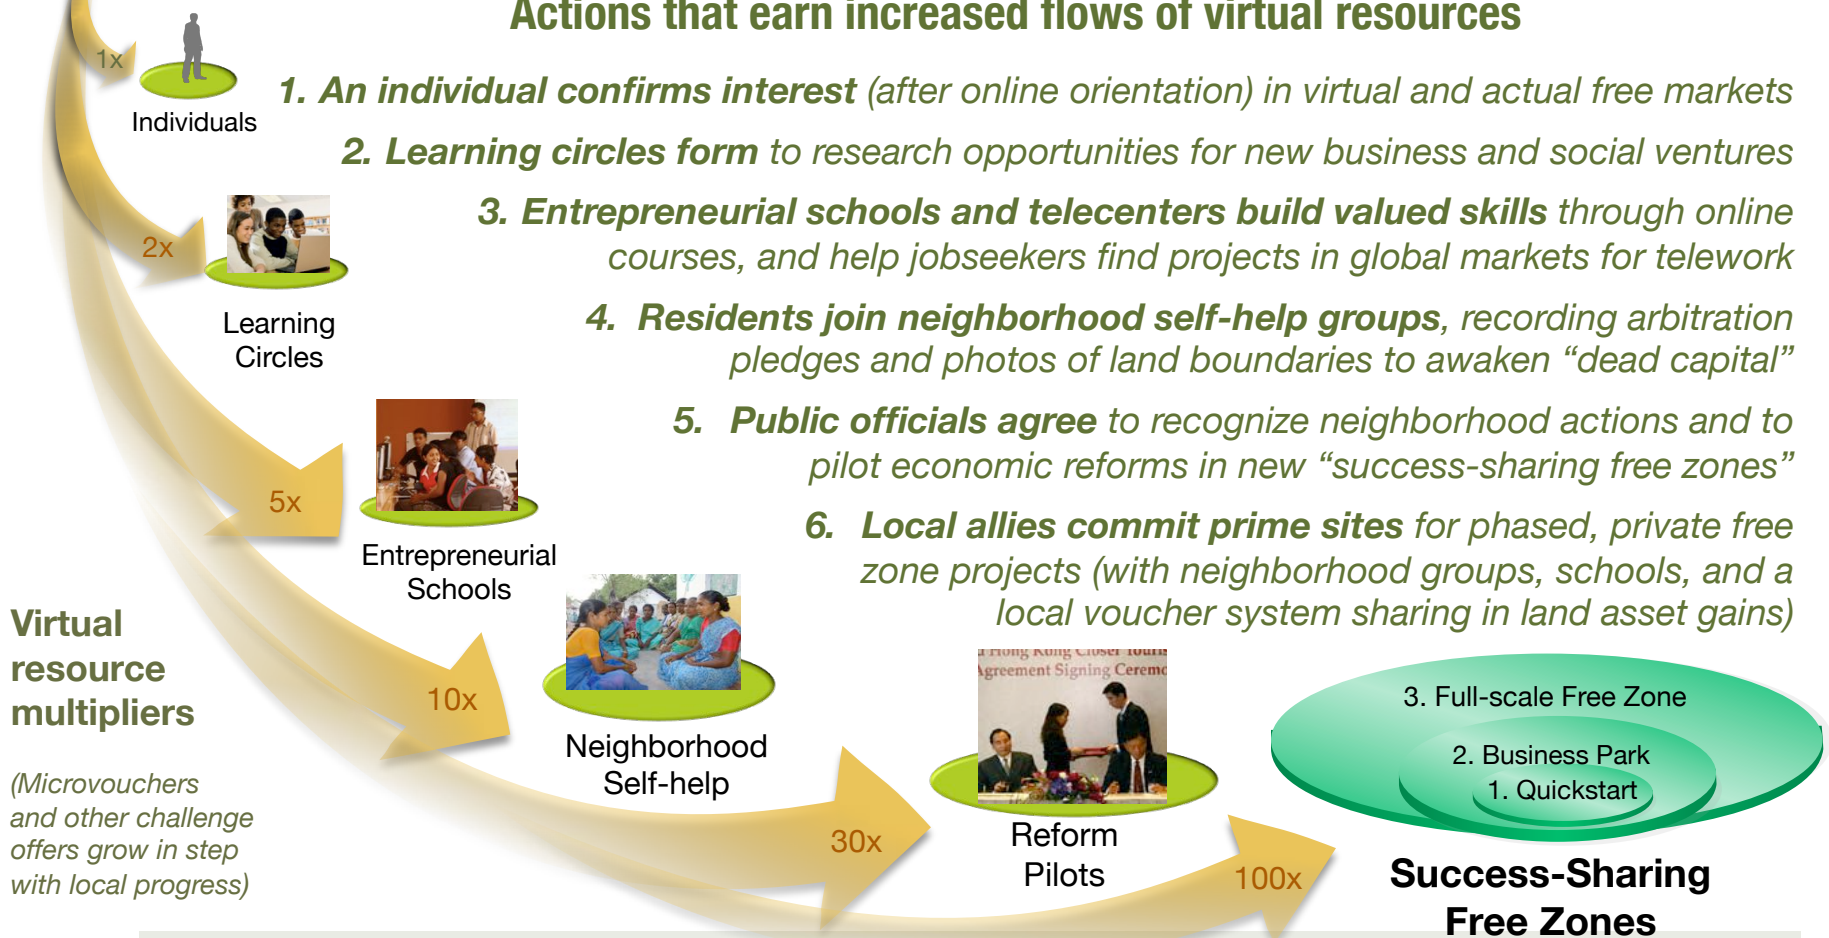 Actions that earn increased flows of virtual resources
1x
Individuals
1. An individual confirms interest (after online orientation) in virtual and actual free markets
2. Learning circles form to research opportunities for new business and social ventures
2x
Learning
Circles
3. Entrepreneurial schools and telecenters build valued skills through online
courses, and help jobseekers find projects in global markets for telework
4. Residents join neighborhood self-help groups, recording arbitration
pledges and photos of land boundaries to awaken “dead capital”
5x
Entrepreneurial
Schools
5. Public officials agree to recognize neighborhood actions and to
pilot economic reforms in new “success-sharing free zones”
6. Local allies commit prime sites for phased, private free
zone projects (with neighborhood groups, schools, and a
local voucher system sharing in land asset gains)
Virtual
resource
multipliers
(Microvouchers
and other challenge
offers grow in step
with local progress)
10x
Neighborhood
Self-help
30x
Hong Kong Closer
Agreement Signing
Reform
Pilots
100x
3. Full-scale Free Zone
2. Business Park
1. Quickstart
Success-Sharing
Free Zones